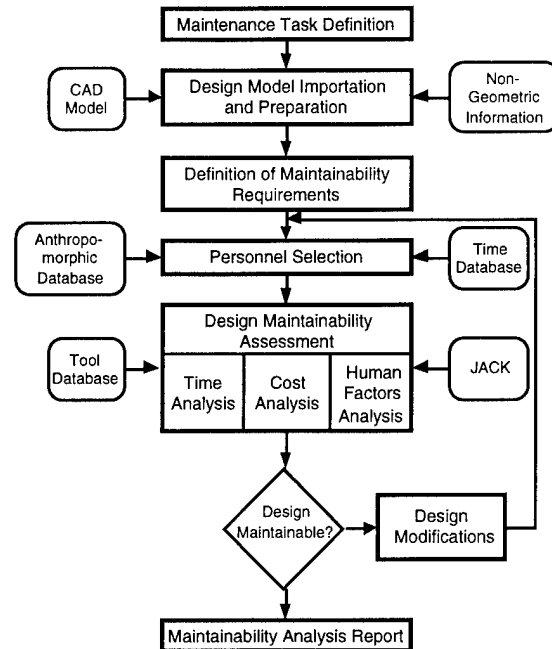 Maintenance Task Definition
CAD
Model
Design Model Importation
and Preparation
Non-
Geometric
Information
Definition of Maintainability
Requirements
Anthropo-
morphic
Database
Personnel Selection
Time
Database
Design Maintainability
Assessment
Tool
Database
Time
Analysis
Cost
Analysis
Human
Factors
Analysis
JACK
Design
Maintainable?
Design
Modifications
Maintainability Analysis Report